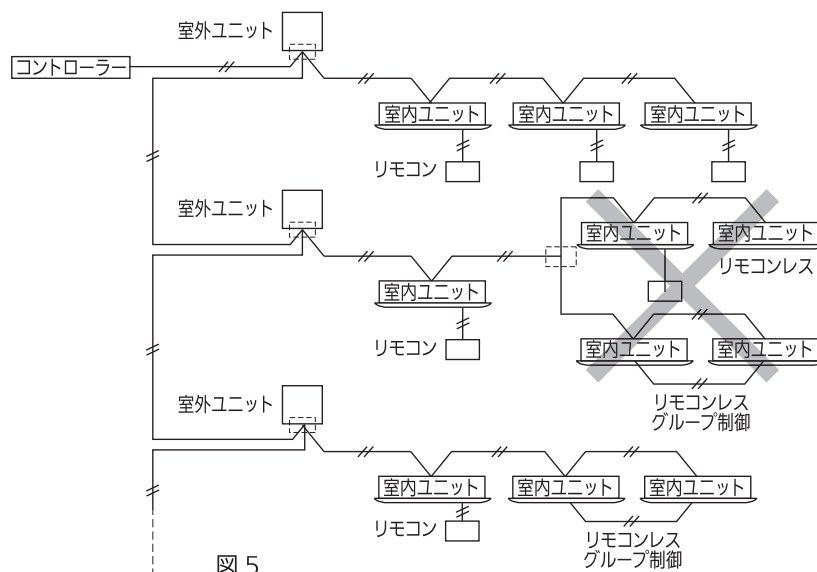 室外ユニット
コントローラー
室内ユニット
室内ユニット
室内ユニット
リモコン
室外ユニット
室内ユニット
室内ユニット
リモコンレス
室内ユニット
リモコン
室内ユニット
室内ユニット
リモコンレス
グループ制御
室外ユニット
室内ユニット
室内ユニット
室内ユニット
リモコン
リモコンレス
グループ制御
図 5